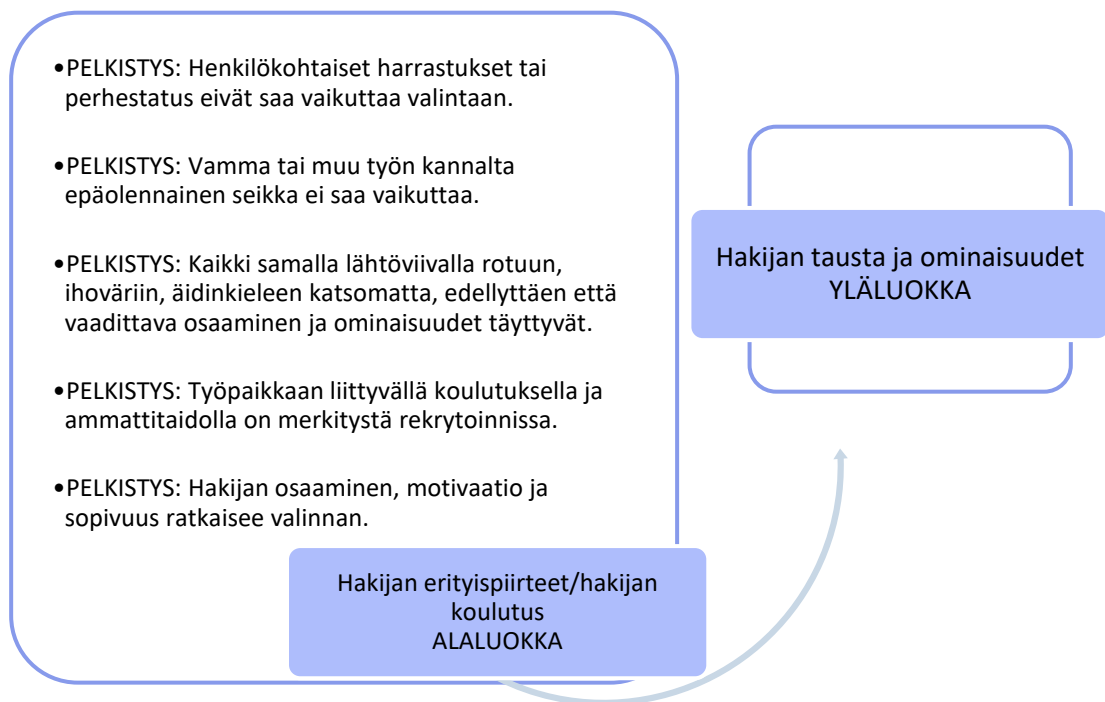 •PELKISTYS: Henkilökohtaiset harrastukset tai
perhestatus eivät saa vaikuttaa valintaan.
•PELKISTYS: Vamma tai muu työn kannalta
epäolennainen seikka ei saa vaikuttaa.
•PELKISTYS: Kaikki samalla lähtöviivalla rotuun,
ihoväriin, äidinkieleen katsomatta, edellyttäen että
vaadittava osaaminen ja ominaisuudet täyttyvät.
•PELKISTYS: Työpaikkaan liittyvällä koulutuksella ja
ammattitaidolla on merkitystä rekrytoinnissa.
•PELKISTYS: Hakijan osaaminen, motivaatio ja
sopivuus ratkaisee valinnan.
Hakijan erityispiirteet/hakijan
koulutus
ALALUOKKA
Hakijan tausta ja ominaisuudet
YLÄLUOKKA